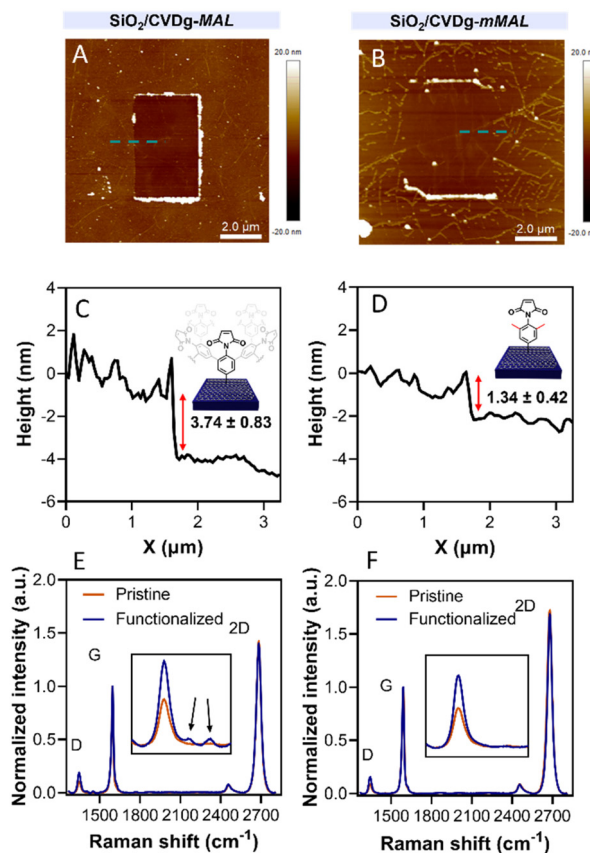 SiO₂/CVDg-MAL
SiO₂/CVDg-mMAL
A
20.0 nm
-20.0 nm
2.0 µm
B
20.0 nm
-20.0 nm
2.0 µm
C
Height (nm)
4
2
0
-2
-4
-6
0
1
2
3
X (µm)
3.74 ± 0.83
O
N
O
D
Height (nm)
4
2
0
-2
-4
-6
0
1
2
3
X (µm)
1.34 ± 0.42
O
N
O
E
Normalized intensity (a.u.)
2.0
1.5
1.0
0.5
0.0
Pristine
Functionalized
2D
G
D
1500
1800
2100
2400
2700
Raman shift (cm⁻¹)
F
Normalized intensity (a.u.)
2.0
1.5
1.0
0.5
0.0
Pristine
Functionalized
2D
G
D
1500
1800
2100
2400
2700
Raman shift (cm⁻¹)